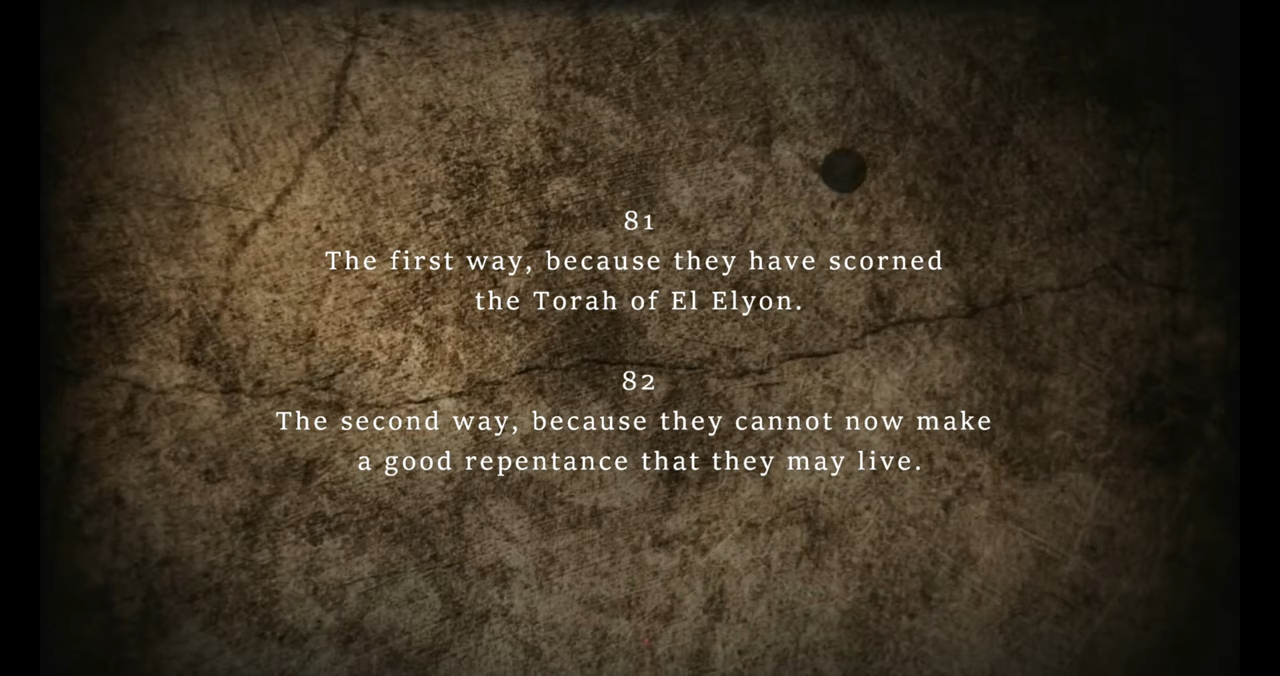 81
The first way, because they have scorned
the Torah of El Elyon.
82
The second way, because they cannot now make
a good repentance that they may live.